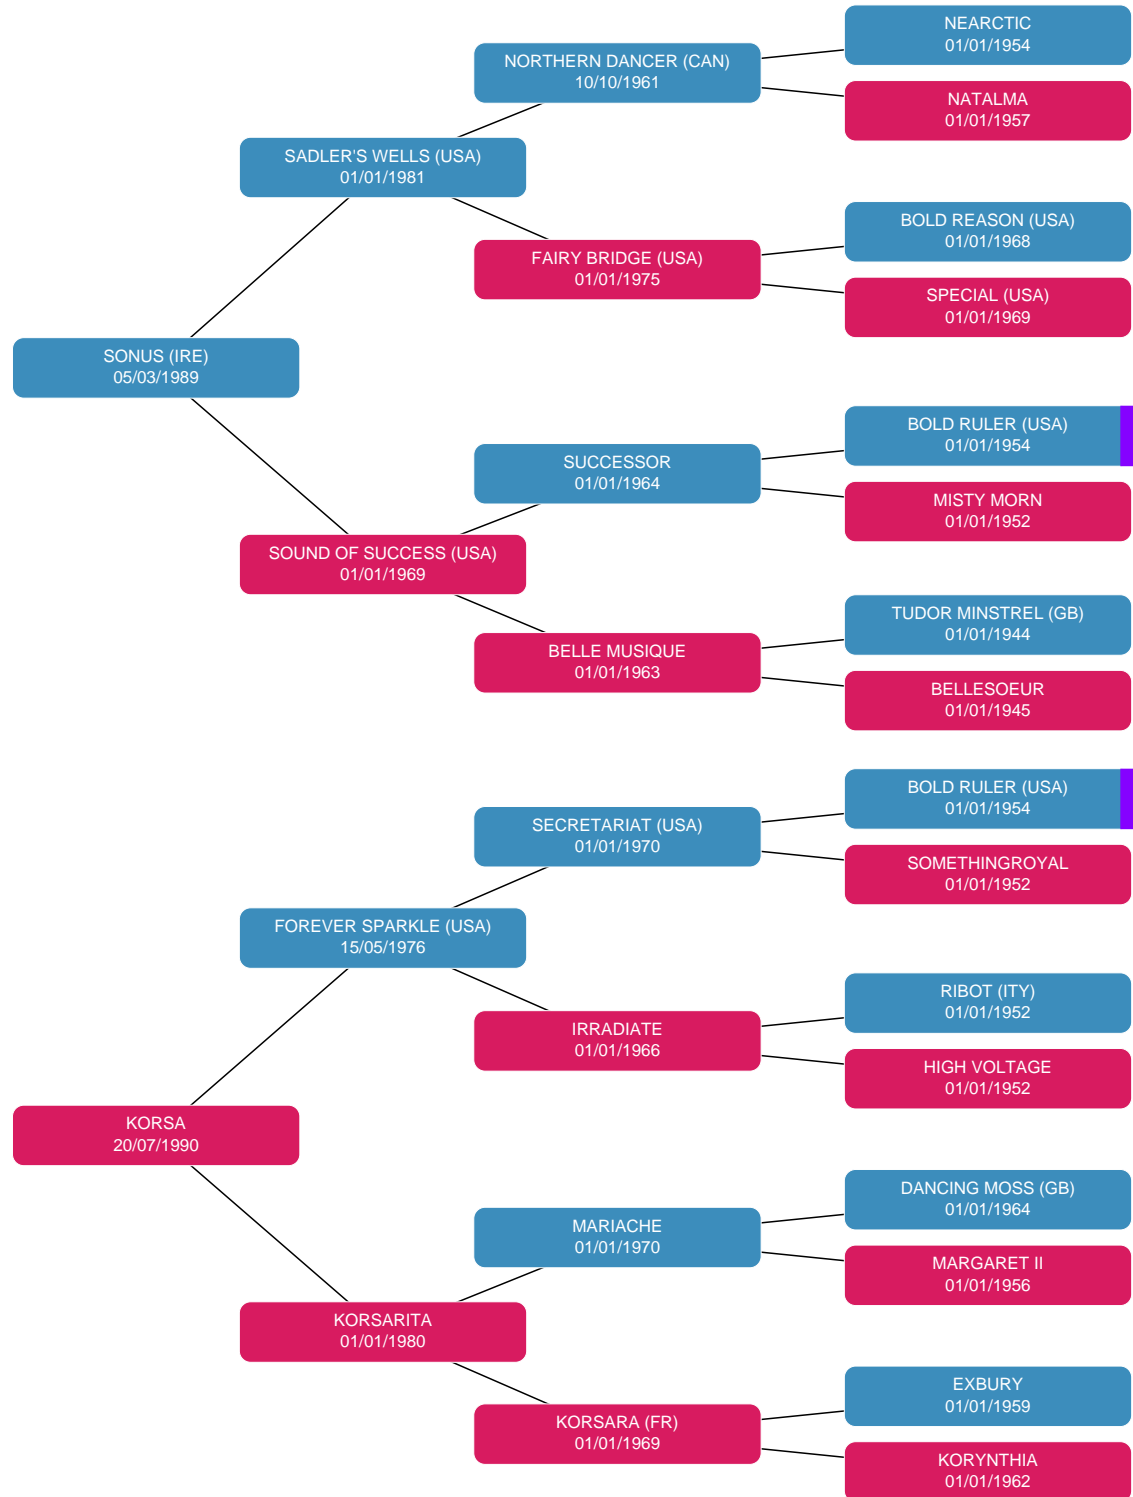 NEARCTIC
01/01/1954
NORTHERN DANCER (CAN)
10/10/1961
NATALMA
01/01/1957
SADLER'S WELLS (USA)
01/01/1981
BOLD REASON (USA)
01/01/1968
FAIRY BRIDGE (USA)
01/01/1975
SPECIAL (USA)
01/01/1969
SONUS (IRE)
05/03/1989
BOLD RULER (USA)
01/01/1954
SUCCESSOR
01/01/1964
MISTY MORN
01/01/1952
SOUND OF SUCCESS (USA)
01/01/1969
TUDOR MINSTREL (GB)
01/01/1944
BELLE MUSIQUE
01/01/1963
BELLESOEUR
01/01/1945
BOLD RULER (USA)
01/01/1954
SECRETARIAT (USA)
01/01/1970
SOMETHINGROYAL
01/01/1952
FOREVER SPARKLE (USA)
15/05/1976
RIBOT (ITY)
01/01/1952
IRRADIATE
01/01/1966
HIGH VOLTAGE
01/01/1952
KORSA
20/07/1990
DANCING MOSS (GB)
01/01/1964
MARIACHE
01/01/1970
MARGARET II
01/01/1956
KORSARITA
01/01/1980
EXBURY
01/01/1959
KORSARA (FR)
01/01/1969
KORYNTHIA
01/01/1962